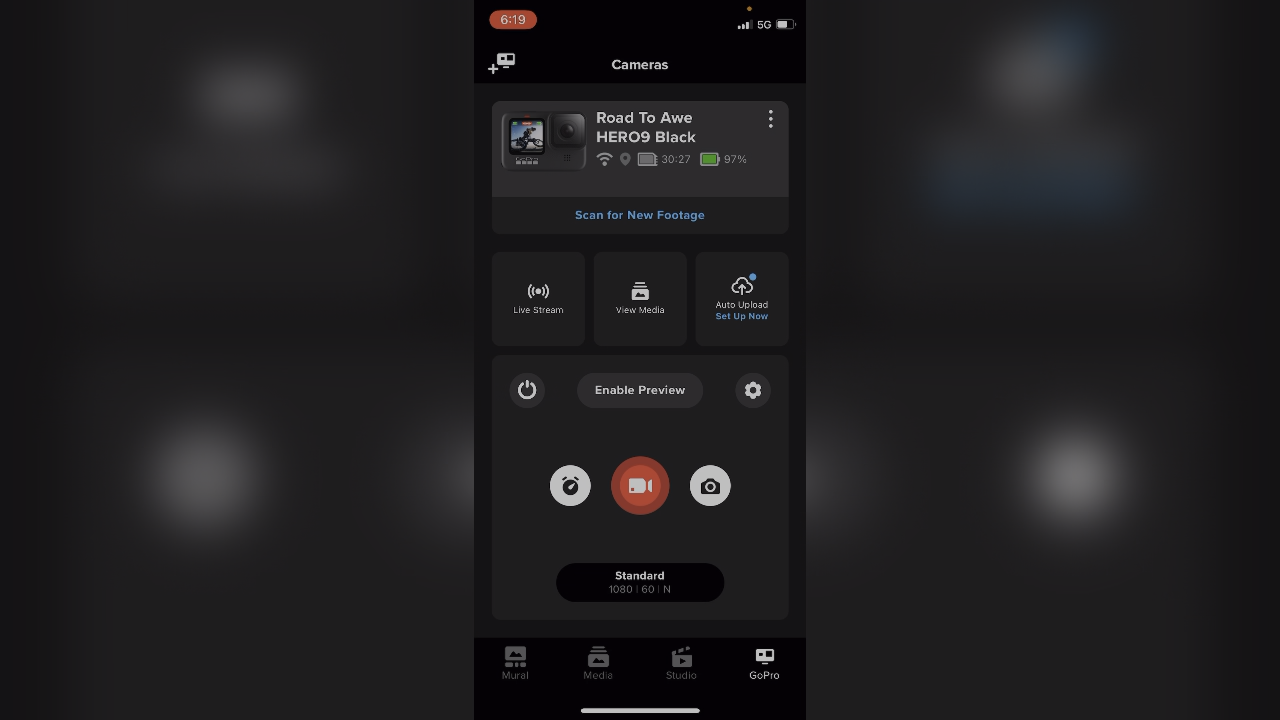 6:19
5G
Cameras
Road To Awe
HERO9 Black
30:27
97%
Scan for New Footage
Live Stream
View Media
Auto Upload
Set Up Now
Enable Preview
Standard
1080 | 60 | N
Mural
Media
Studio
GoPro